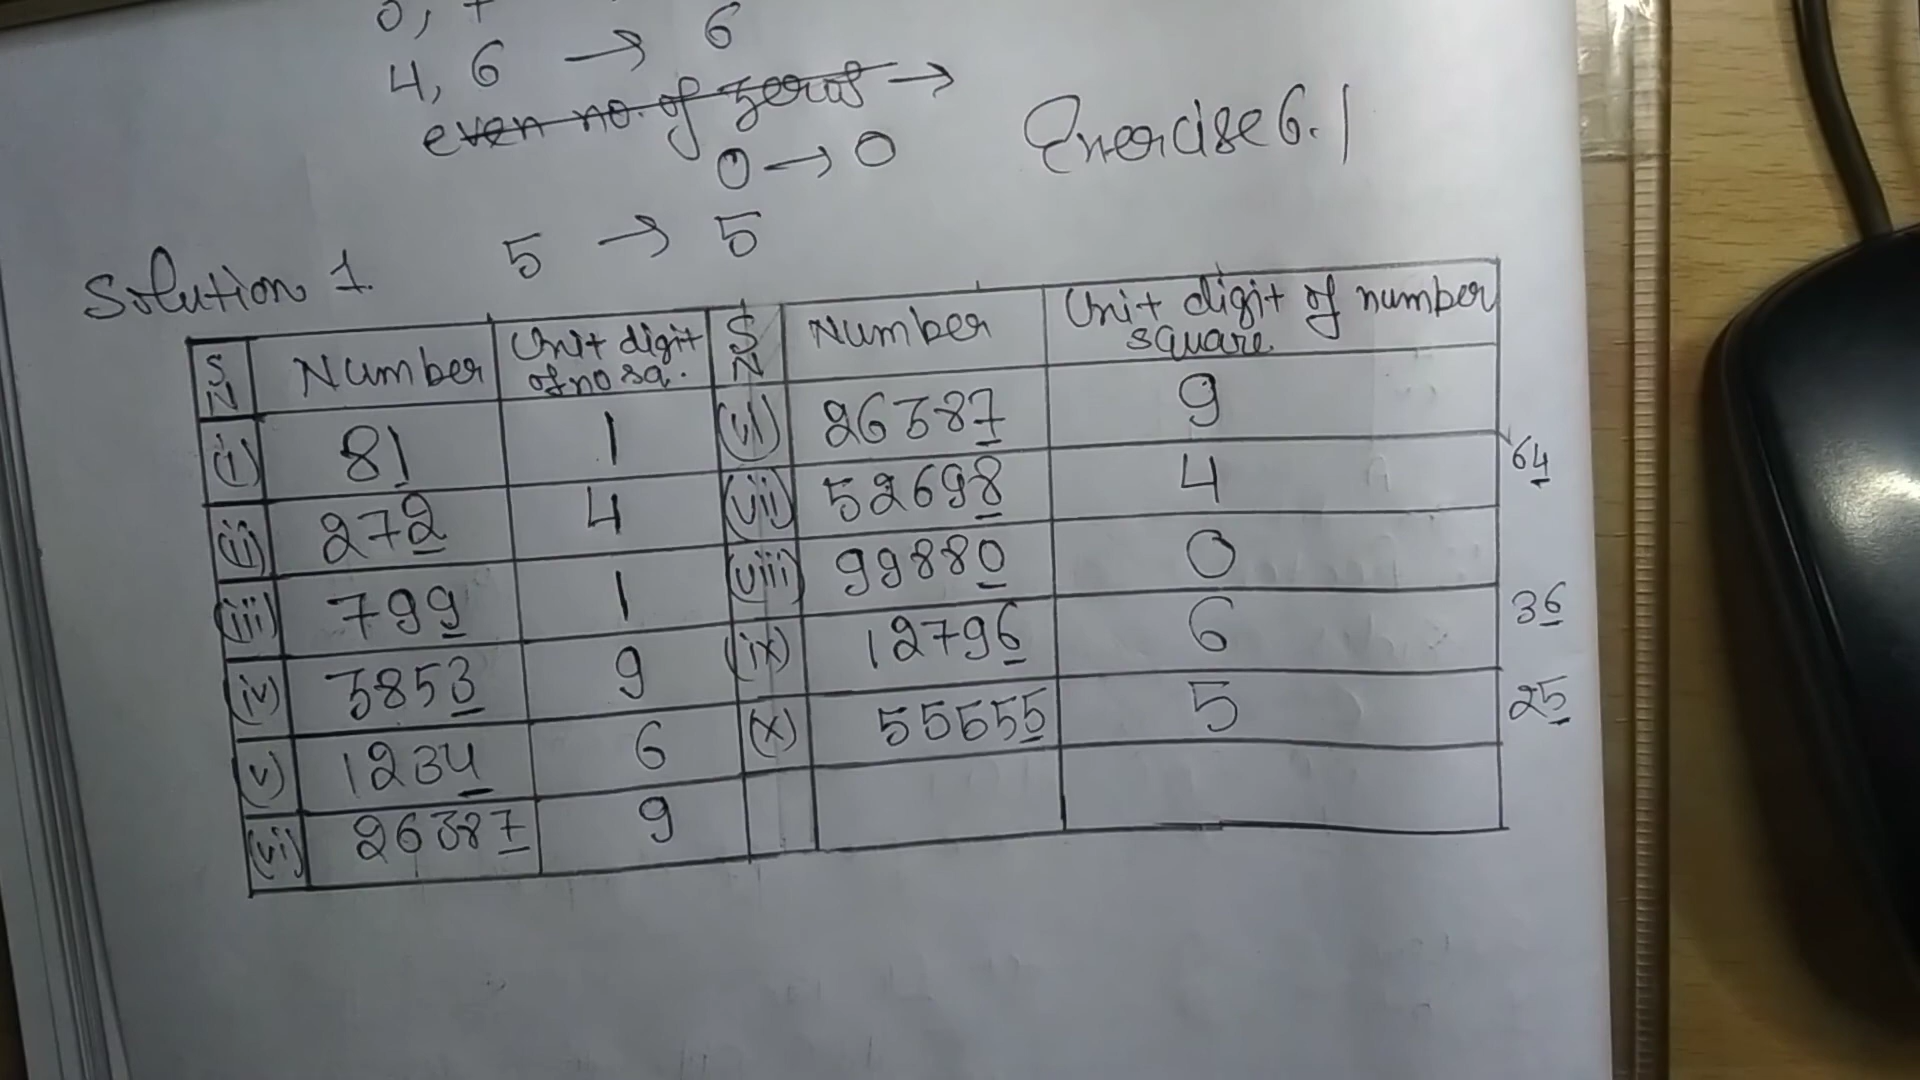 4, 6 → 6
even no. of zeros →
0 → 0
Exercise 6.1
5 → 5
Solution 1.
S N Number Unit digit of no sq. S N Number Unit digit of number square
(i) 81 1 (vi) 26387 9
(ii) 272 4 (vii) 52698 4 64
(iii) 799 1 (viii) 99880 0
(iv) 3853 9 (ix) 12796 6 36
(v) 1234 6 (x) 55555 5 25
(vi) 26387 9